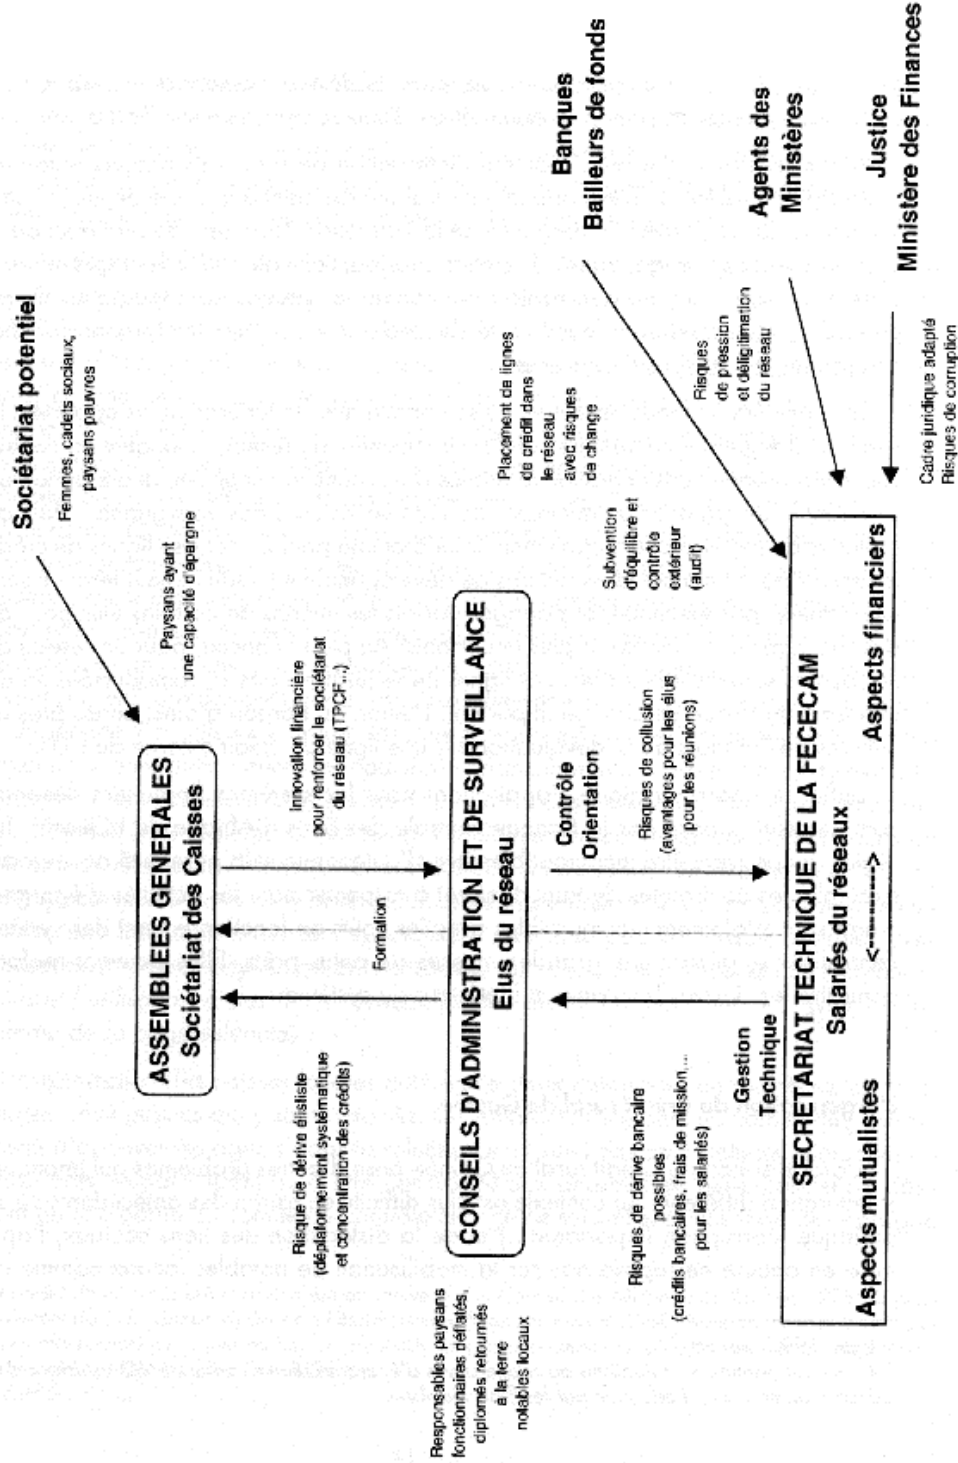 Sociétariat potentiel
Femmes, cadets sociaux,
paysans pauvres
Paysans ayant
une capacité d'épargne
ASSEMBLEES GENERALES
Sociétariat des Caisses
Risque de dérive élististe
(déplafonnement systématique
et concentration des crédits)
Formation
Innovation financière
pour renforcer le sociétariat
du réseau (TPCF...)
Responsables paysans
fonctionnaires déflatés,
diplomés retournés
à la terre
notables locaux
CONSEILS D'ADMINISTRATION ET DE SURVEILLANCE
Elus du réseau
Placement de lignes
de crédit dans
le réseau
avec risques
de change
Banques
Bailleurs de fonds
Risques de dérive bancaire
possibles
(crédits bancaires, frais de mission,...
pour les salariés)
Gestion
Technique
Contrôle
Orientation
Risques de collusion
(avantages pour les élus
pour les réunions)
Subvention
d'équilibre et
contrôle
extérieur
(audit)
Risques
de pression
et déligitimation
du réseau
Agents des
Ministères
SECRETARIAT TECHNIQUE DE LA FECECAM
Salariés du réseaux
Aspects mutualistes <--------> Aspects financiers
Justice
Ministère des Finances
Cadre juridique adapté
Risques de corruption